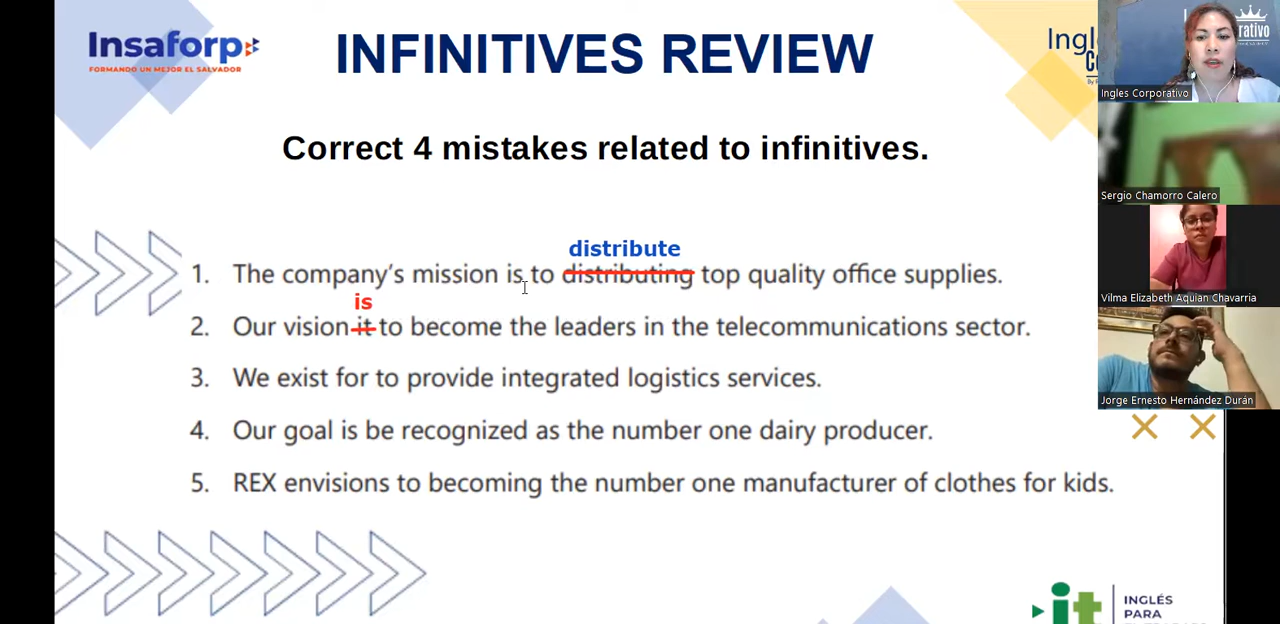 Insaforp
FORMANDO UN MEJOR EL SALVADOR
INFINITIVES REVIEW
Correct 4 mistakes related to infinitives.
distribute
1. The company's mission is to distributing top quality office supplies.
is
2. Our vision it to become the leaders in the telecommunications sector.
3. We exist for to provide integrated logistics services.
4. Our goal is be recognized as the number one dairy producer.
5. REX envisions to becoming the number one manufacturer of clothes for kids.
Ingles Corporativo
Sergio Chamorro Calero
Vilma Elizabeth Aquian Chavarria
Jorge Ernesto Hernández Durán
it
INGLÉS
PARA